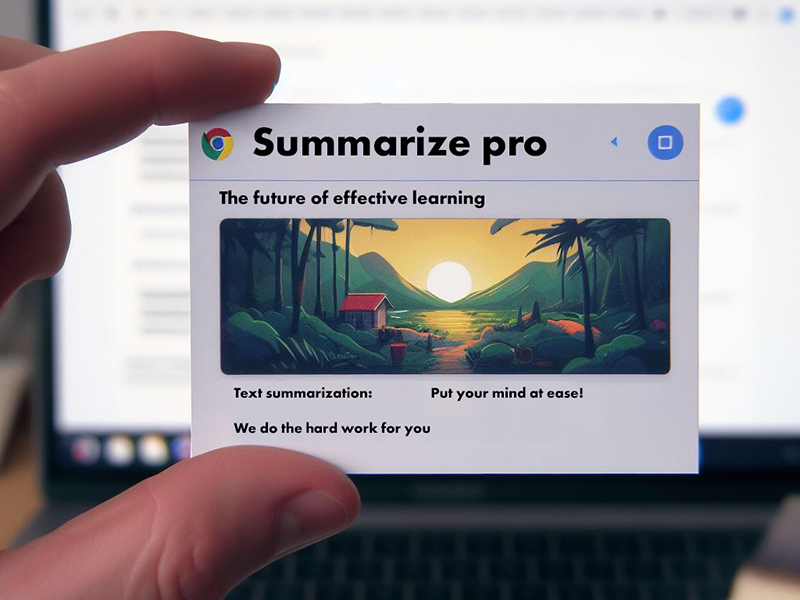 Summarize pro
The future of effective learning
Text summarization: Put your mind at ease!
We do the hard work for you